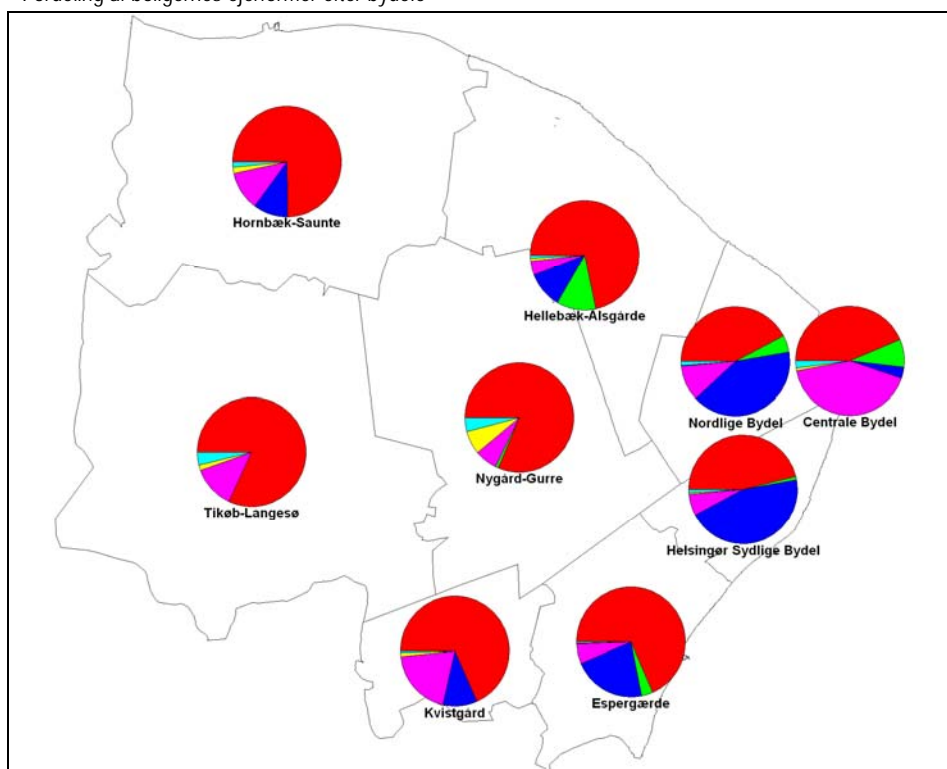 Hornbæk-Saunte
Hellebæk-Ålsgårde
Nordlige Bydel
Centrale Bydel
Nygård-Gurre
Tikøb-Langesø
Helsingør Sydlige Bydel
Kvistgård
Espergærde